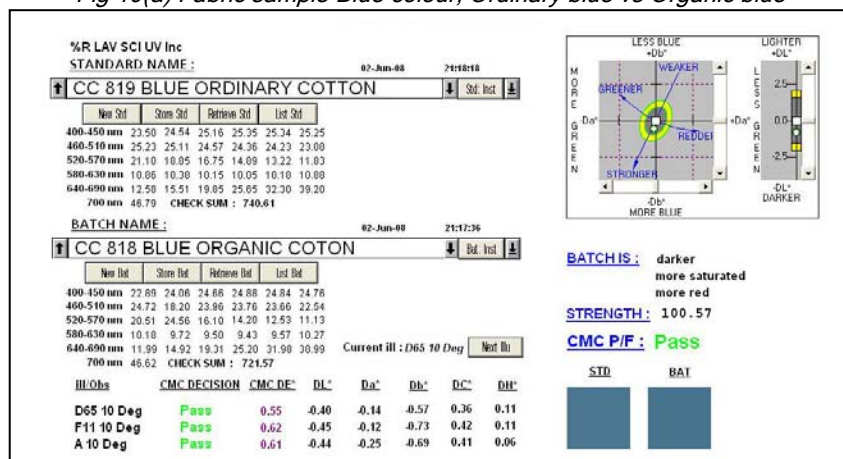 Fig 10(a) Fabric sample Blue colour, Ordinary blue vs Organic blue
%R LAV SCI UV Inc
STANDARD NAME : 02-Jun-08 21:18:18
CC 819 BLUE ORDINARY COTTON Std: Inst
New Std Store Std Retrieve Std List Std
400-450 nm 23.50 24.54 25.16 25.35 25.34 25.25
460-510 nm 25.23 25.11 24.57 24.36 24.23 23.08
520-570 nm 21.10 18.85 16.75 14.89 13.22 11.83
580-630 nm 10.86 10.38 10.15 10.05 10.18 10.88
640-690 nm 12.58 15.51 19.85 25.65 32.30 39.20
700 nm 46.79 CHECK SUM : 740.61
BATCH NAME : 02-Jun-08 21:17:36
CC 818 BLUE ORGANIC COTON Bat: Inst
New Bat Store Bat Retrieve Bat List Bat
400-450 nm 22.89 24.06 24.66 24.88 24.84 24.76
460-510 nm 24.72 18.20 23.96 23.76 23.66 22.54
520-570 nm 20.51 24.56 16.10 14.20 12.53 11.13
580-630 nm 10.18 9.72 9.50 9.43 9.57 10.27
640-690 nm 11.99 14.92 19.31 25.20 31.98 38.99 Current ill : D65 10 Deg Next Illu
700 nm 46.62 CHECK SUM : 721.57
ill/Obs CMC DECISION CMC DE* DL* Da* Db* DC* DH*
D65 10 Deg Pass 0.55 -0.40 -0.14 -0.57 0.36 0.11
F11 10 Deg Pass 0.62 -0.45 -0.12 -0.73 0.42 0.11
A 10 Deg Pass 0.61 -0.44 -0.25 -0.69 0.41 0.06
LESS BLUE
+Db*
MORE GREEN
-Da*
WEAKER
GREENER
REDDER
STRONGER
+Da*
LESS GREEN
-Db*
MORE BLUE
LIGHTER
+DL*
2.5
0.0
-2.5
-DL*
DARKER
BATCH IS : darker
more saturated
more red
STRENGTH : 100.57
CMC P/F : Pass
STD BAT